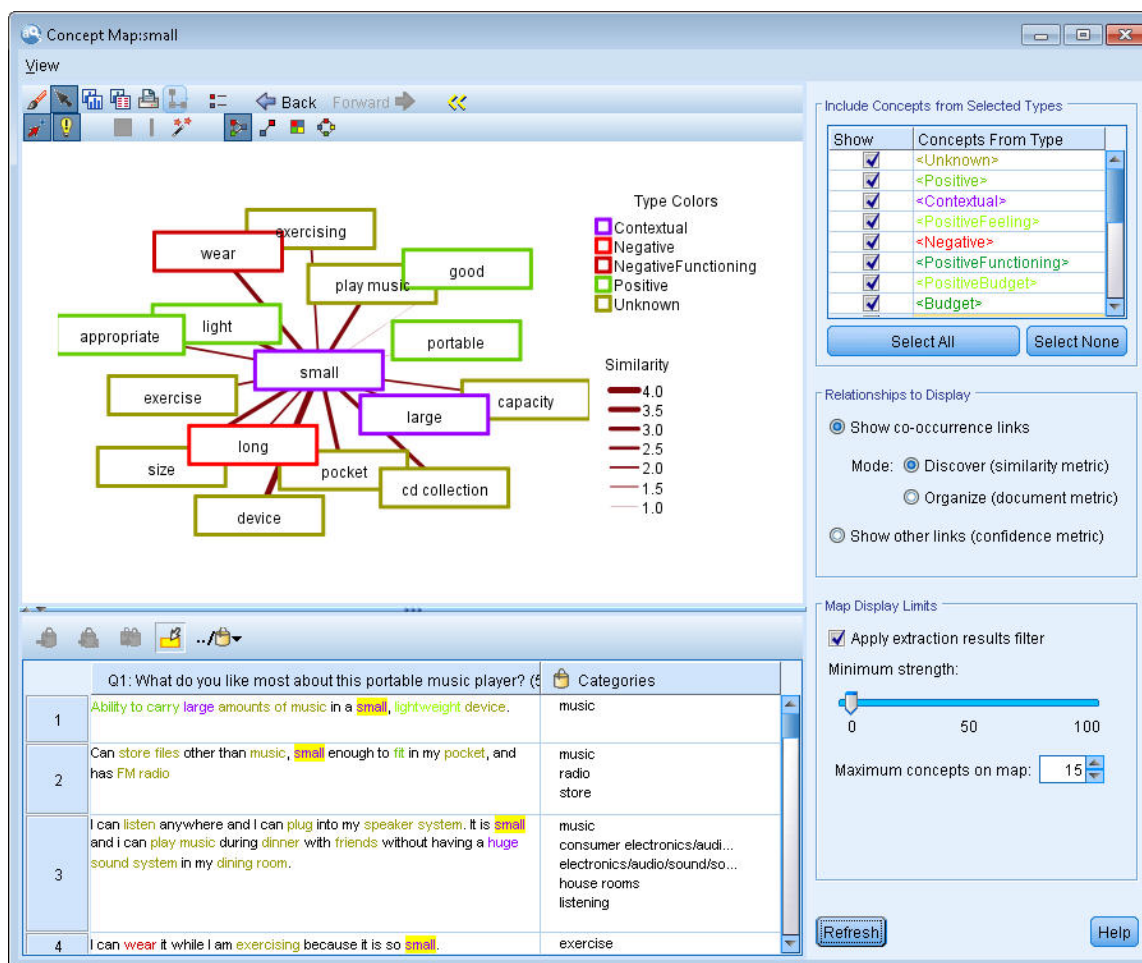 Concept Map:small
View
Back Forward
exercising
wear
good
play music
light
appropriate
portable
small
exercise
capacity
large
long
size
pocket
cd collection
device
Type Colors
Contextual
Negative
NegativeFunctioning
Positive
Unknown
Similarity
4.0
3.5
3.0
2.5
2.0
1.5
1.0
Include Concepts from Selected Types
Show Concepts From Type
<Unknown>
<Positive>
<Contextual>
<PositiveFeeling>
<Negative>
<PositiveFunctioning>
<PositiveBudget>
<Budget>
Select All Select None
Relationships to Display
Show co-occurrence links
Mode: Discover (similarity metric)
Organize (document metric)
Show other links (confidence metric)
Map Display Limits
Apply extraction results filter
Minimum strength:
0 50 100
Maximum concepts on map: 15
Refresh Help
../
Q1: What do you like most about this portable music player? (5 Categories
1
Ability to carry large amounts of music in a small, lightweight device.
music
2
Can store files other than music, small enough to fit in my pocket, and
has FM radio
music
radio
store
3
I can listen anywhere and I can plug into my speaker system. It is small
and i can play music during dinner with friends without having a huge
sound system in my dining room.
music
consumer electronics/audi...
electronics/audio/sound/so...
house rooms
listening
4
I can wear it while I am exercising because it is so small.
exercise